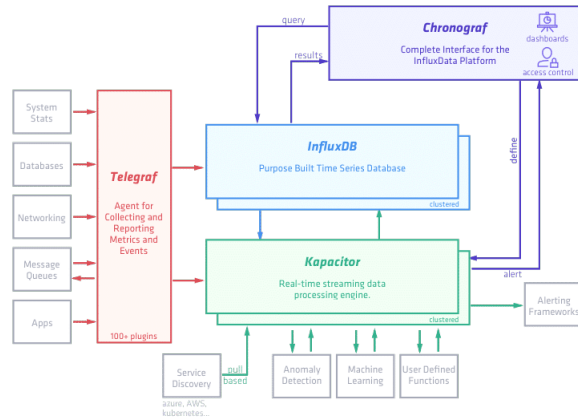 query
Chronograf
Complete Interface for the
InfluxData Platform
dashboards
access control
results
System
Stats
Databases
Networking
Message
Queues
Apps
Telegraf
Agent for
Collecting and
Reporting
Metrics and
Events
100+ plugins
InfluxDB
Purpose Built Time Series Database
clustered
define
alert
Kapacitor
Real-time streaming data
processing engine.
clustered
Alerting
Frameworks
Service
Discovery
azure, AWS,
kubernetes...
pull
based
Anomaly
Detection
Machine
Learning
User Defined
Functions